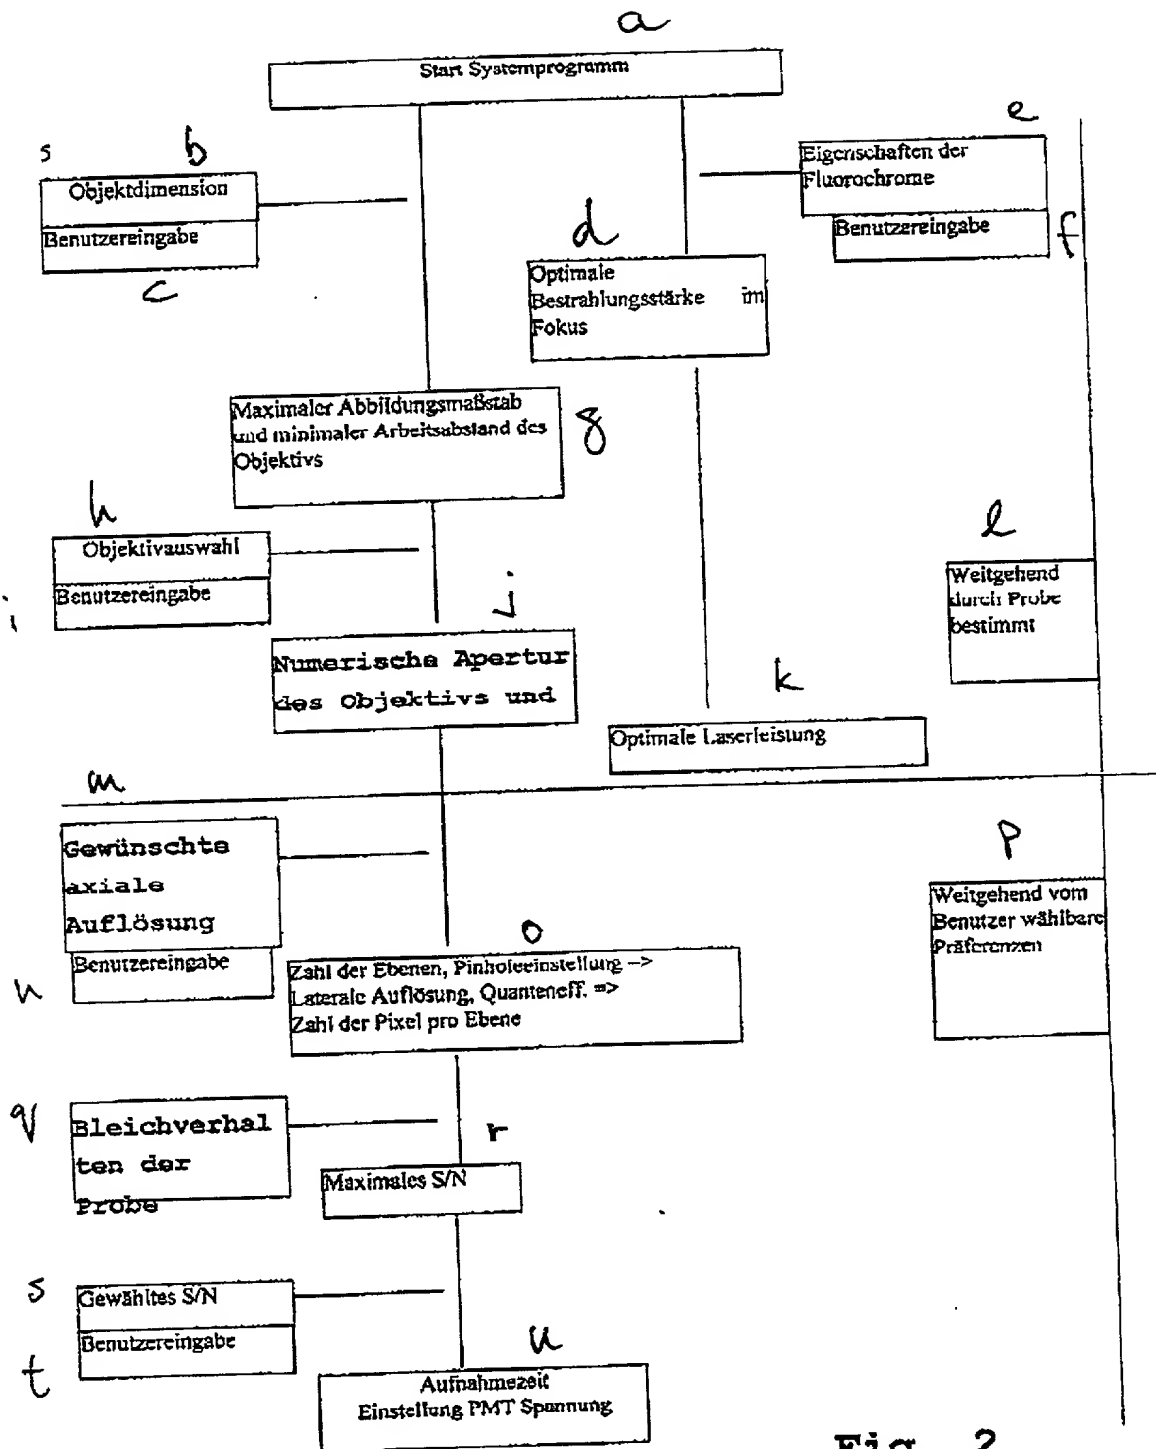 a
Start Systemprogramm
e
s
b
Objektdimension
Benutzereingabe
c
Eigenschaften der
Fluorochrome
Benutzereingabe
f
d
Optimale
Bestrahlungsstärke im
Fokus
Maximaler Abbildungsmaßstab
und minimaler Arbeitsabstand des
Objektivs
g
h
Objektivauswahl
Benutzereingabe
i
j
Numerische Apertur
des Objektivs und
l
Weitgehend
durch Probe
bestimmt
k
Optimale Laserleistung
m
Gewünschte
axiale
Auflösung
Benutzereingabe
n
o
Zahl der Ebenen, Pinholeeinstellung -->
Laterale Auflösung, Quanteneff. =>
Zahl der Pixel pro Ebene
p
Weitgehend vom
Benutzer wählbare
Präferenzen
q
Bleichverhal
ten der
Probe
r
Maximales S/N
s
Gewähltes S/N
Benutzereingabe
t
u
Aufnahmezeit
Einstellung PMT Spannung
Fig. 2